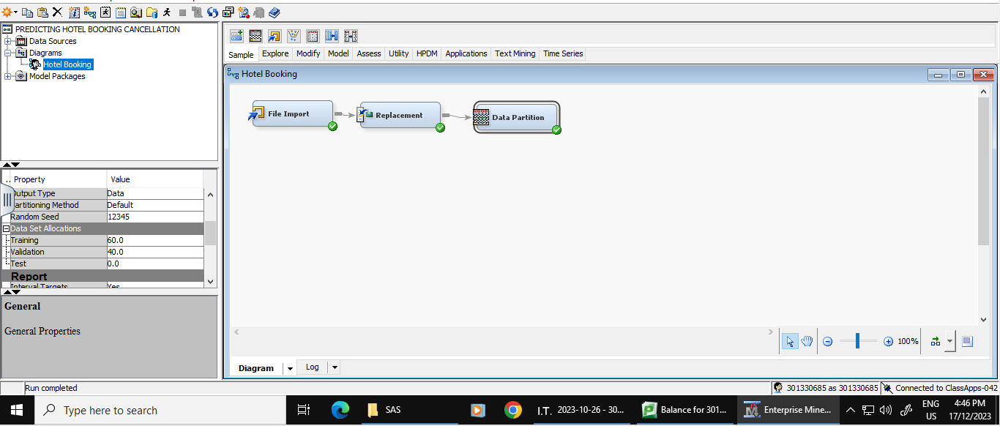 PREDICTING HOTEL BOOKING CANCELLATION
Data Sources
Diagrams
Hotel Booking
Model Packages
.. Property Value
Output Type Data
Partitioning Method Default
Random Seed 12345
Data Set Allocations
Training 60.0
Validation 40.0
Test 0.0
Report
Interval Targets Yes
General
General Properties
Sample Explore Modify Model Assess Utility HPDM Applications Text Mining Time Series
Hotel Booking
File Import
Replacement
Data Partition
100%
Diagram Log
Run completed
301330685 as 301330685 Connected to ClassApps-042
Type here to search
SAS
I.T. 2023-10-26 - 30...
Balance for 301...
Enterprise Mine...
ENG
US
4:46 PM
17/12/2023